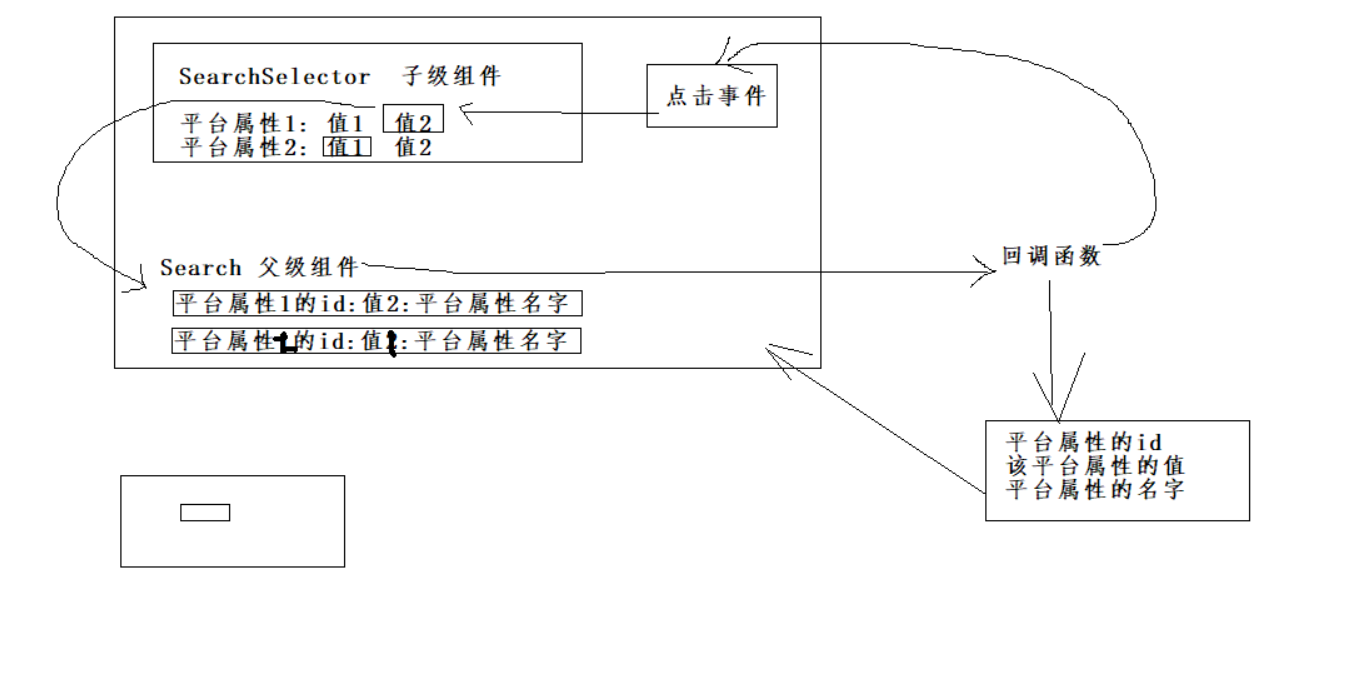 SearchSelector 子级组件
点击事件
平台属性1: 值1 值2
平台属性2: 值1 值2
Search 父级组件
回调函数
平台属性1的id:值2:平台属性名字
平台属性2的id:值1:平台属性名字
平台属性的id
该平台属性的值
平台属性的名字